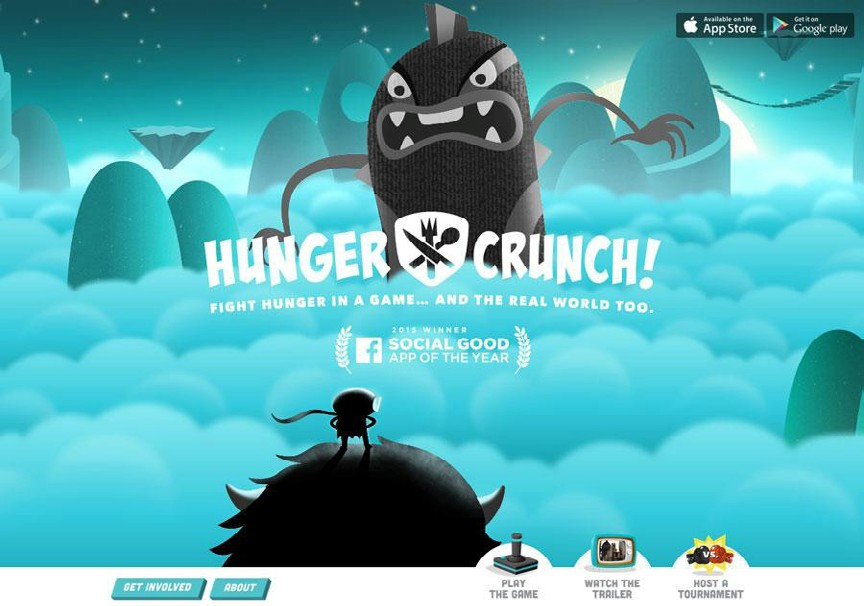 Available on the
App Store
Get it on
Google play
HUNGER CRUNCH!
FIGHT HUNGER IN A GAME... AND THE REAL WORLD TOO.
2015 WINNER
f SOCIAL GOOD
APP OF THE YEAR
GET INVOLVED
ABOUT
PLAY
THE GAME
WATCH THE
TRAILER
VS.
HOST A
TOURNAMENT